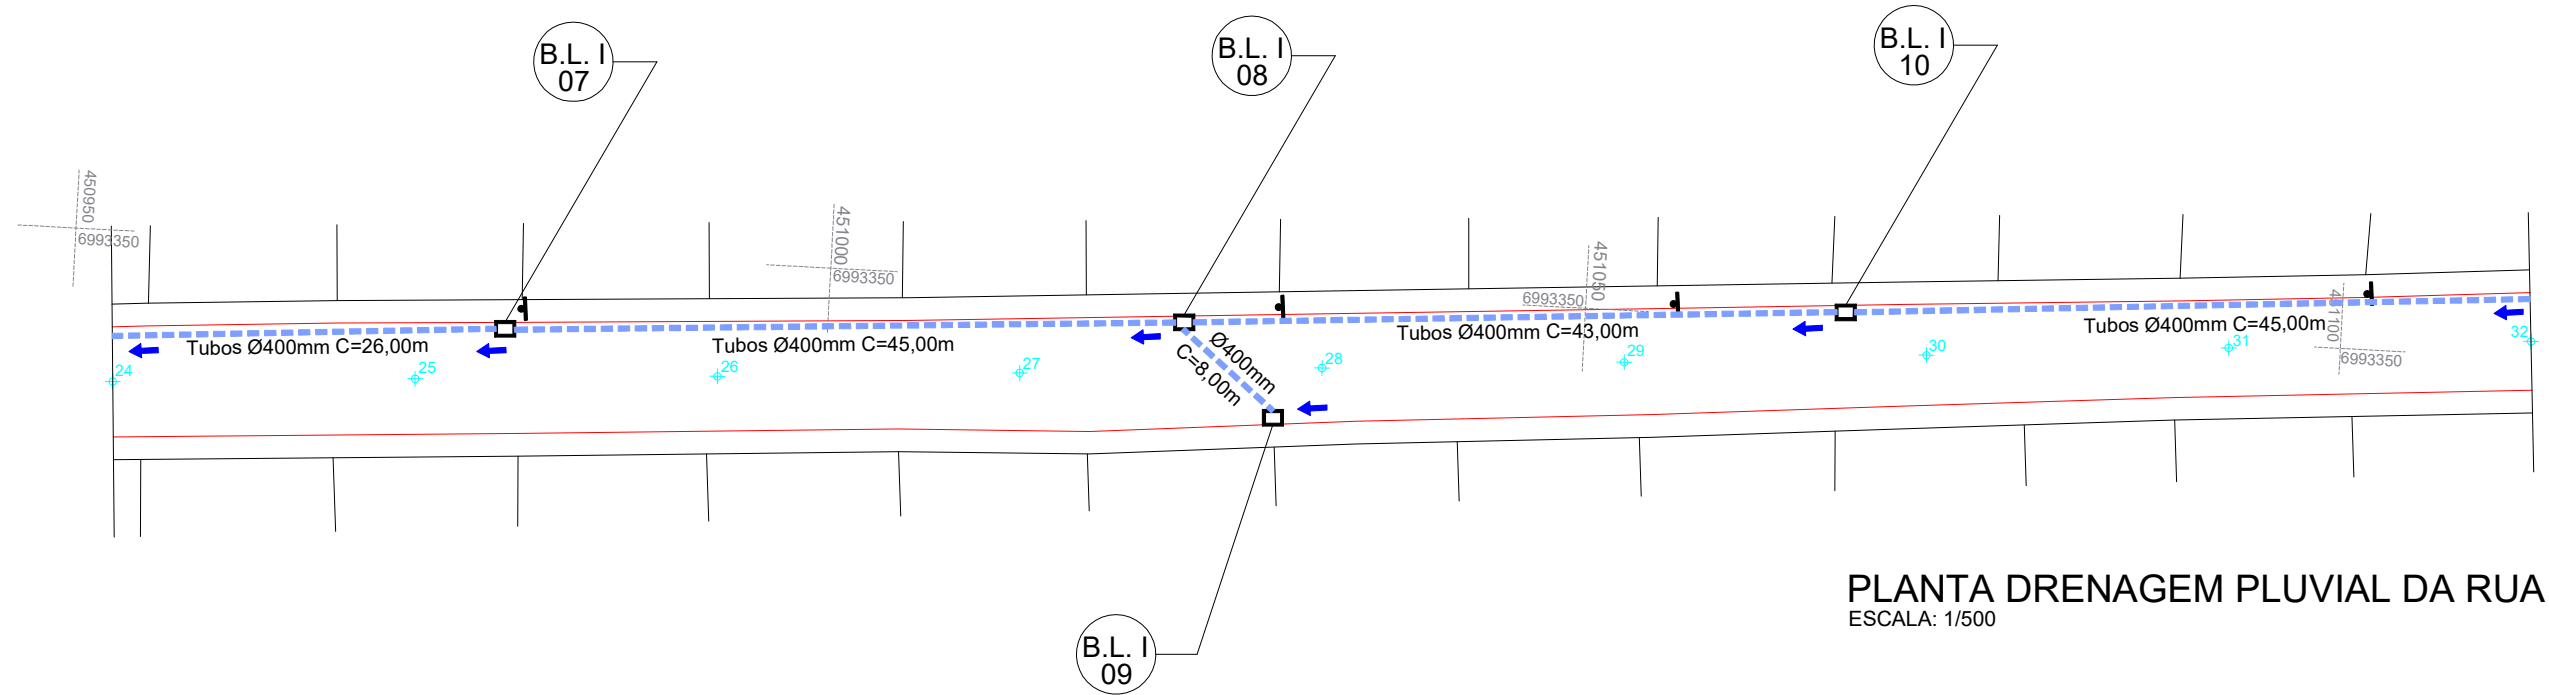 B.L. I
07
B.L. I
08
B.L. I
10
450950
6993350
451000
6993350
451050
6993350
451100
6993350
Tubos Ø400mm C=26,00m
Tubos Ø400mm C=45,00m
Ø400mm
C=8,00m
Tubos Ø400mm C=43,00m
Tubos Ø400mm C=45,00m
24
25
26
27
28
29
30
31
32
B.L. I
09
PLANTA DRENAGEM PLUVIAL DA RUA
ESCALA: 1/500